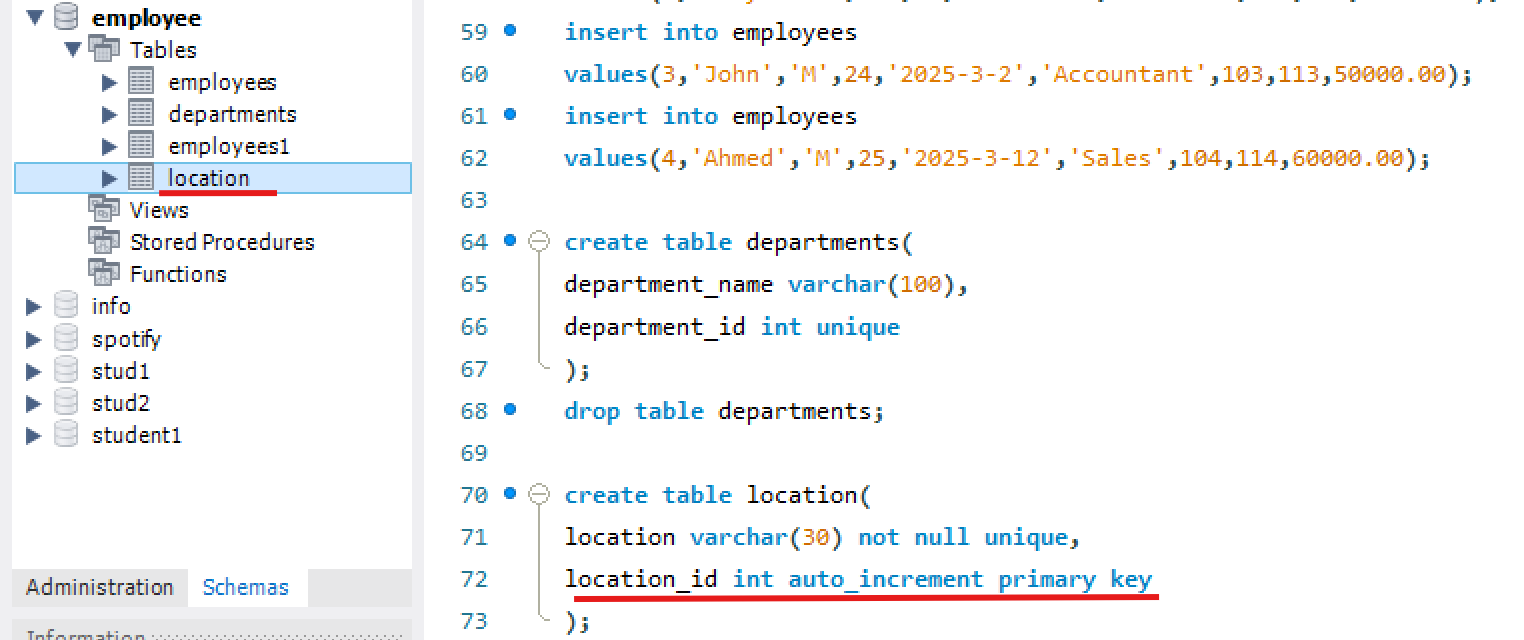 employee
Tables
employees
departments
employees1
location
Views
Stored Procedures
Functions
info
spotify
stud1
stud2
student1
Administration Schemas
Information
59 insert into employees
60 values(3,'John','M',24,'2025-3-2','Accountant',103,113,50000.00);
61 insert into employees
62 values(4,'Ahmed','M',25,'2025-3-12','Sales',104,114,60000.00);
63
64 create table departments(
65 department_name varchar(100),
66 department_id int unique
67 );
68 drop table departments;
69
70 create table location(
71 location varchar(30) not null unique,
72 location_id int auto_increment primary key
73 );